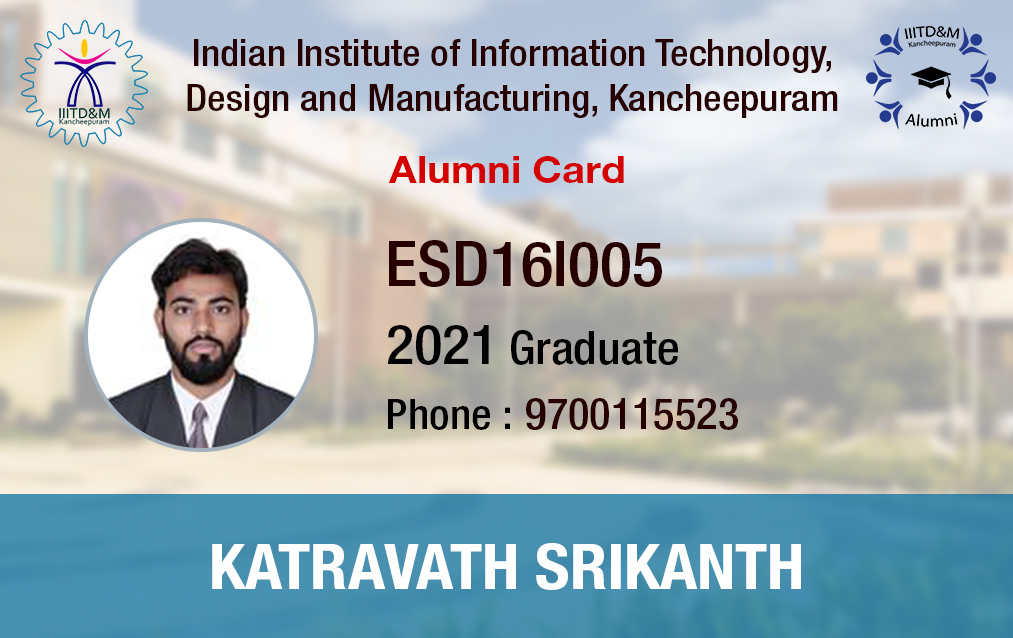 IIITD&M
Kancheepuram
Indian Institute of Information Technology,
Design and Manufacturing, Kancheepuram
IIITD&M
Kancheepuram
Alumni
Alumni Card
ESD16I005
2021 Graduate
Phone : 9700115523
KATRAVATH SRIKANTH